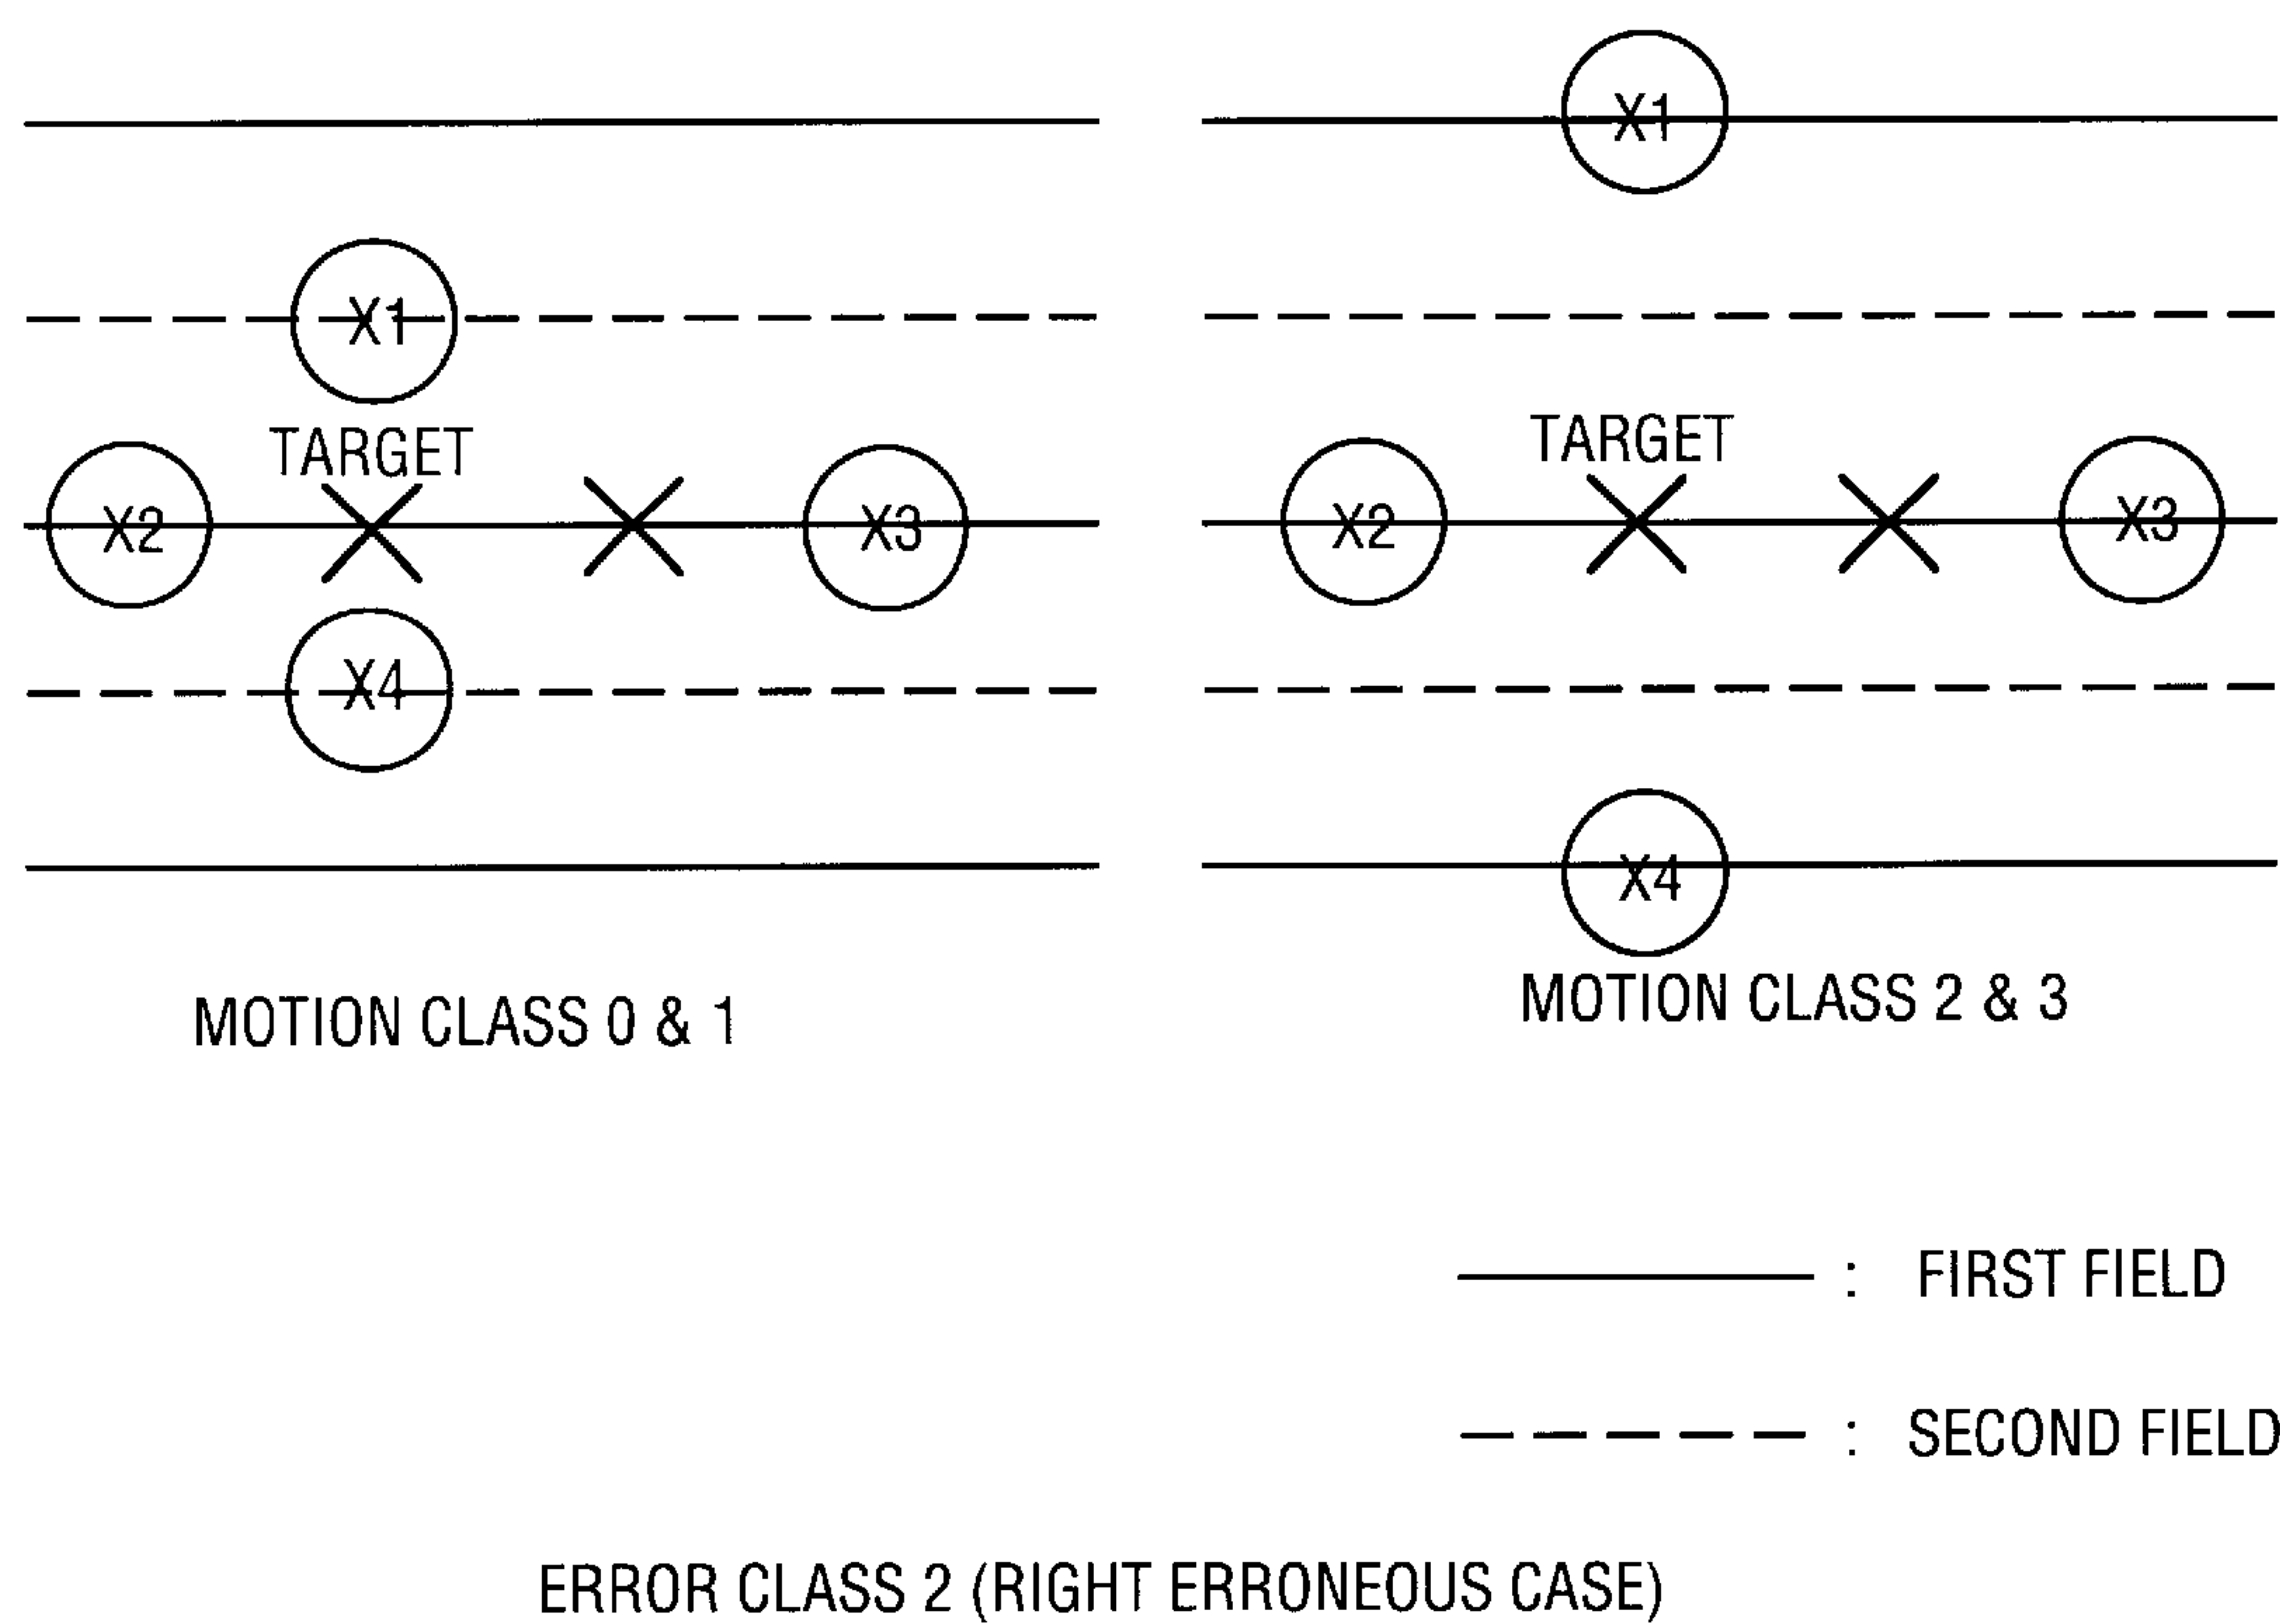 X1
X1
TARGET
TARGET
X2
X3
X2
X3
X4
X4
MOTION CLASS 0 & 1
MOTION CLASS 2 & 3
: FIRST FIELD
: SECOND FIELD
ERROR CLASS 2 (RIGHT ERRONEOUS CASE)